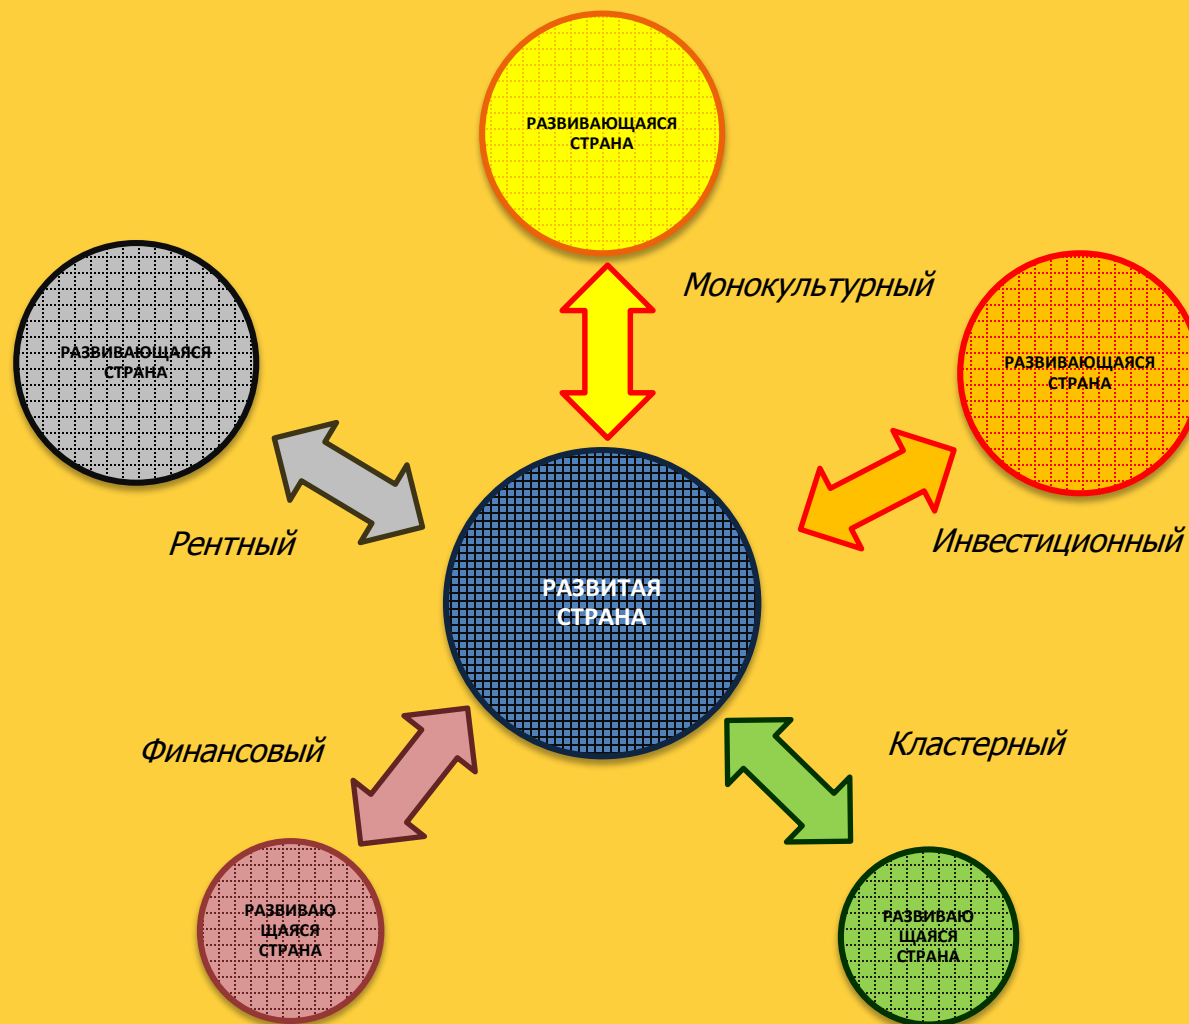 РАЗВИВАЮЩАЯСЯ
СТРАНА
Монокультурный
РАЗВИВАЮЩАЯСЯ
СТРАНА
РАЗВИВАЮЩАЯСЯ
СТРАНА
Рентный
Инвестиционный
РАЗВИТАЯ
СТРАНА
Финансовый
Кластерный
РАЗВИВАЮ
ЩАЯСЯ
СТРАНА
РАЗВИВАЮ
ЩАЯСЯ
СТРАНА